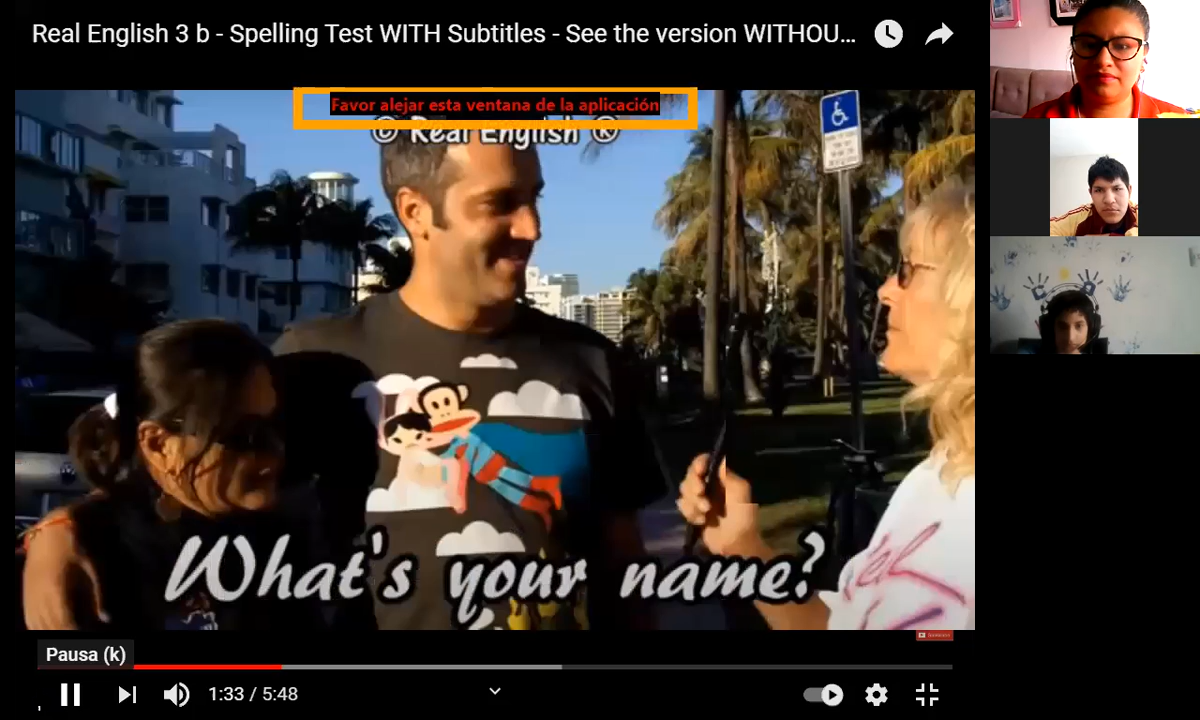 Real English 3 b - Spelling Test WITH Subtitles - See the version WITHOU...
Favor alejar esta ventana de la aplicación
© Real English ®
What's your name?
Pausa (k)
1:33 / 5:48